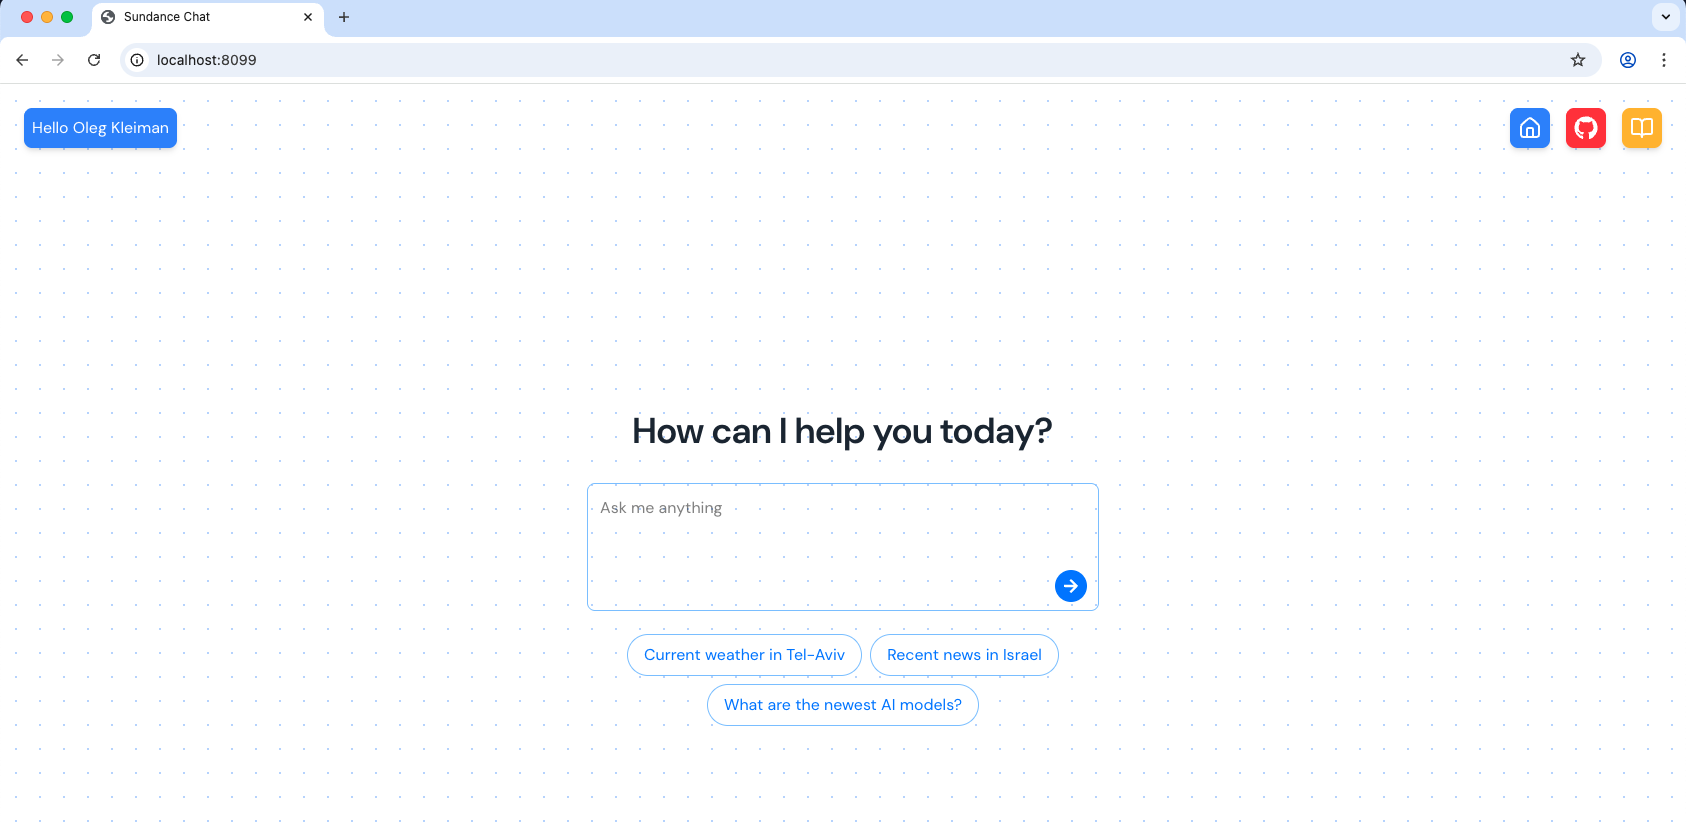 Sundance Chat
localhost:8099
Hello Oleg Kleiman
How can I help you today?
Ask me anything
Current weather in Tel-Aviv
Recent news in Israel
What are the newest AI models?